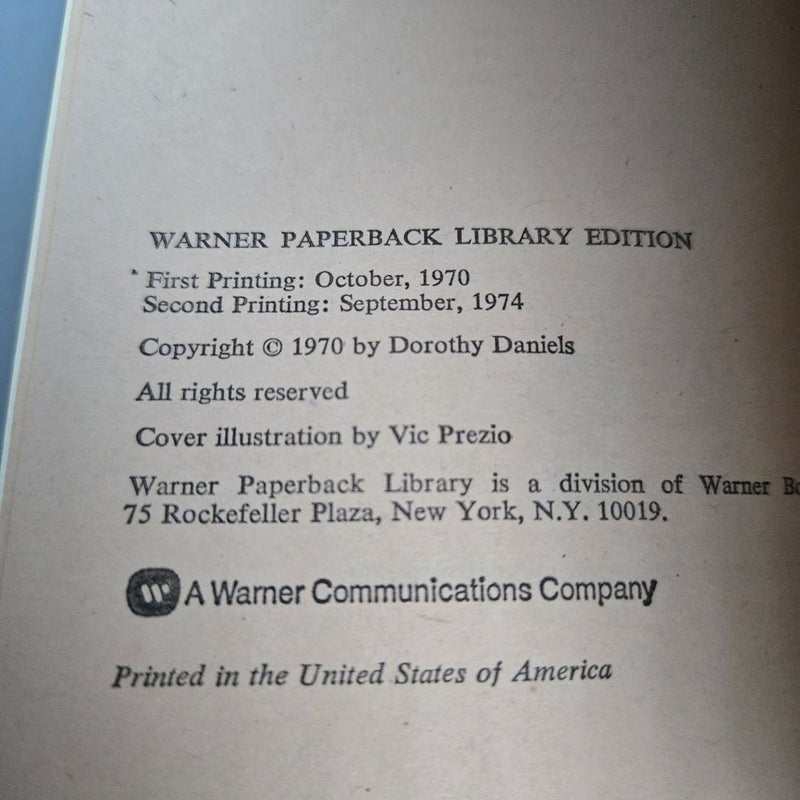 WARNER PAPERBACK LIBRARY EDITION
First Printing: October, 1970
Second Printing: September, 1974
Copyright © 1970 by Dorothy Daniels
All rights reserved
Cover illustration by Vic Prezio
Warner Paperback Library is a division of Warner
75 Rockefeller Plaza, New York, N.Y. 10019.
A Warner Communications Company
Printed in the United States of America